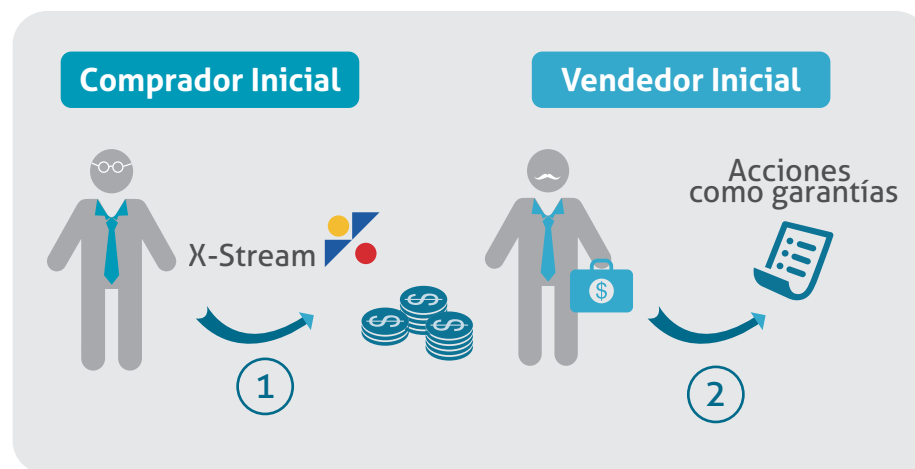 Comprador Inicial
Vendedor Inicial
X-Stream
$
1
Acciones
como garantías
$
2